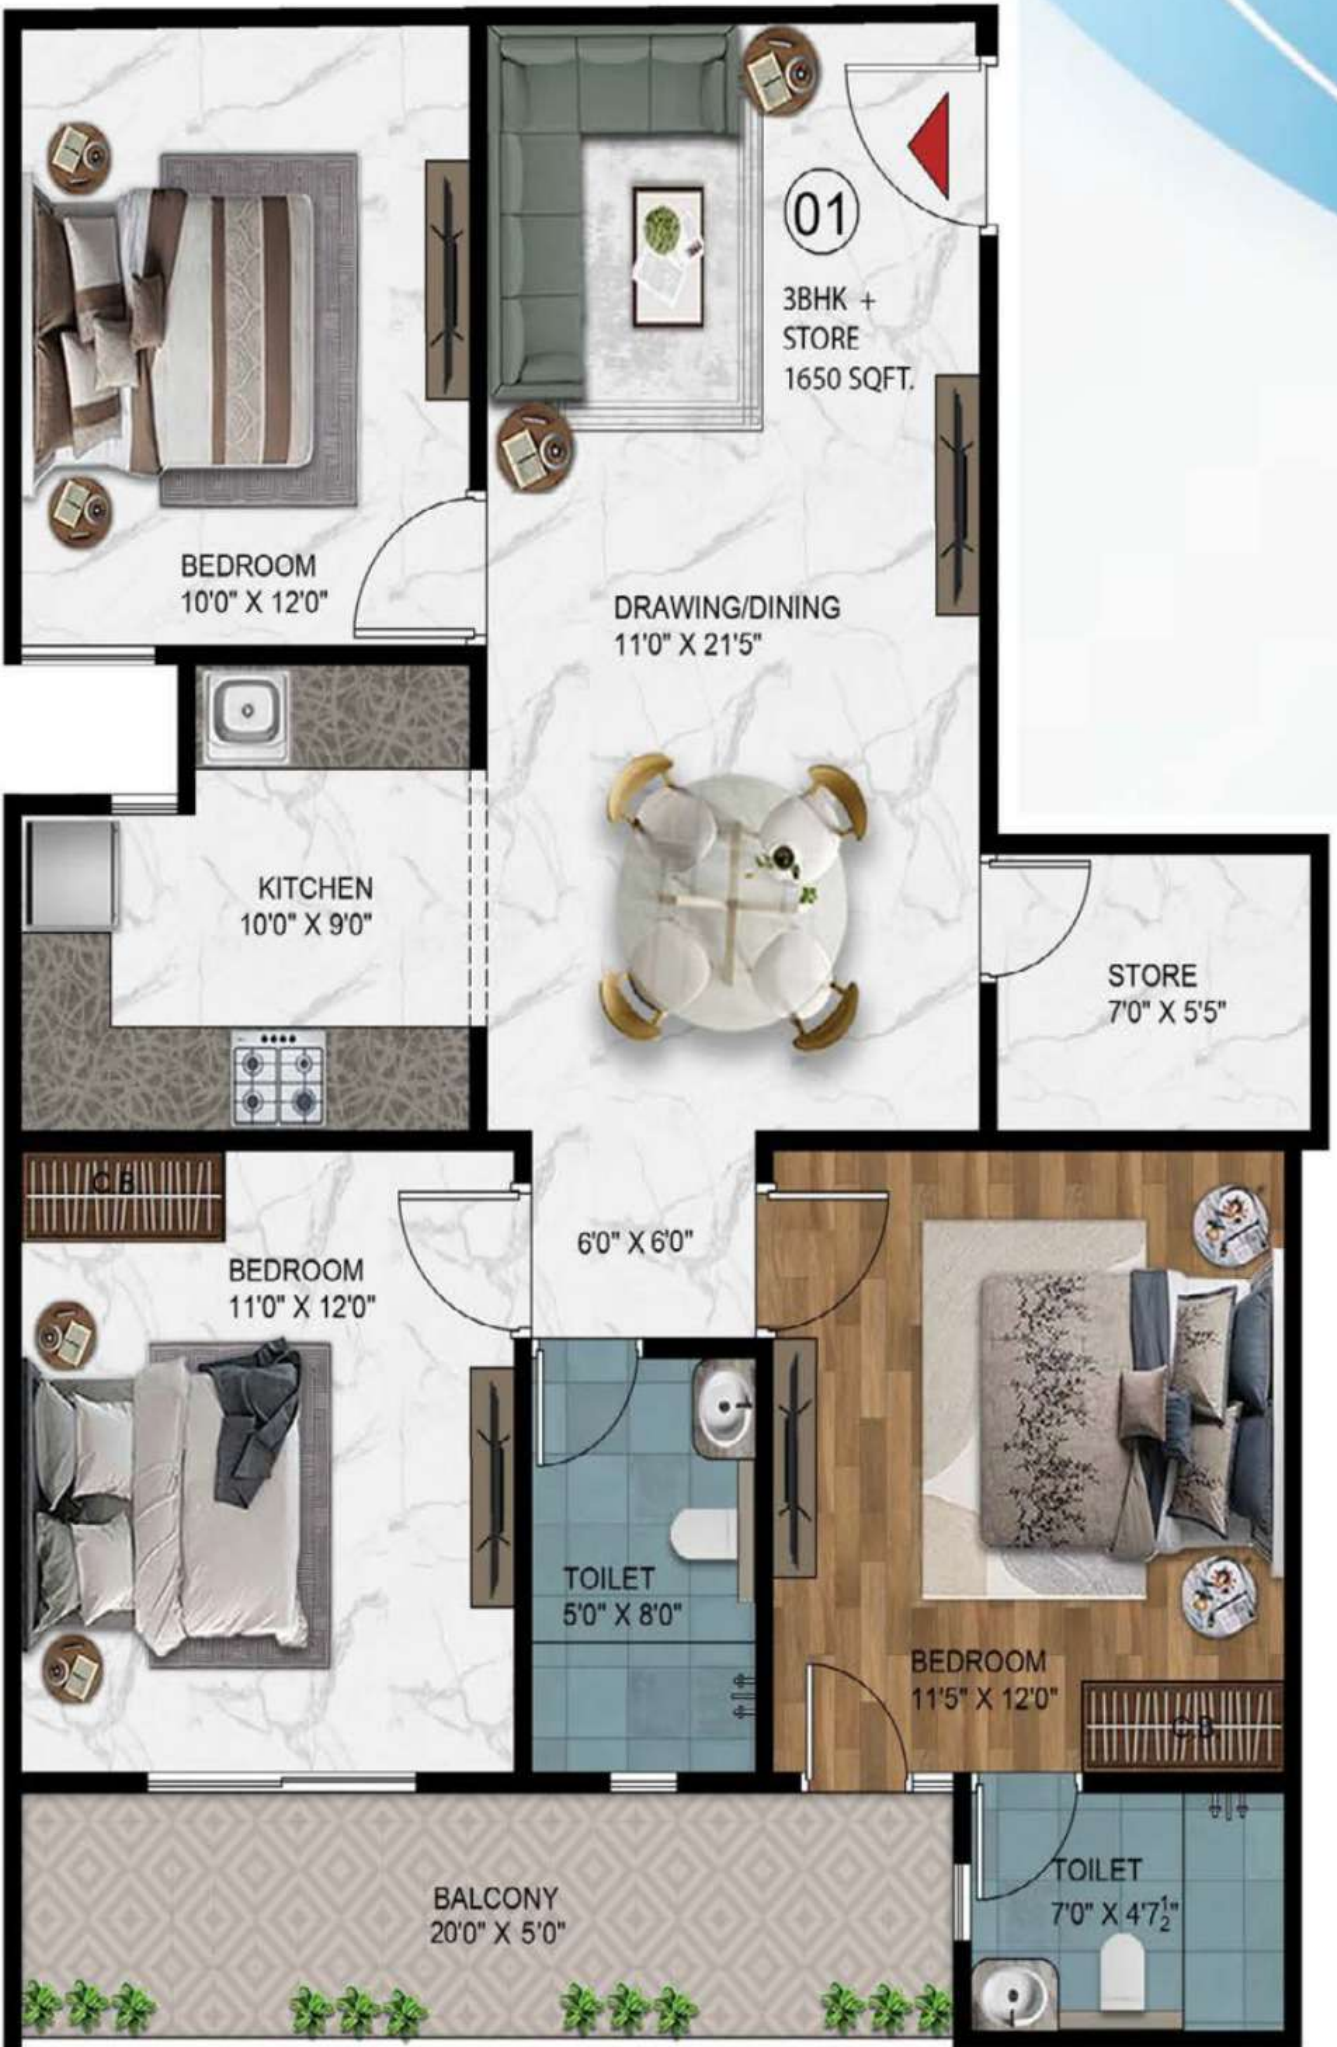 01
3BHK +
STORE
1650 SQFT.
BEDROOM
10'0" X 12'0"
DRAWING/DINING
11'0" X 21'5"
KITCHEN
10'0" X 9'0"
STORE
7'0" X 5'5"
C.B.
BEDROOM
11'0" X 12'0"
6'0" X 6'0"
TOILET
5'0" X 8'0"
BEDROOM
11'5" X 12'0"
C.B.
TOILET
7'0" X 4'7½"
BALCONY
20'0" X 5'0"